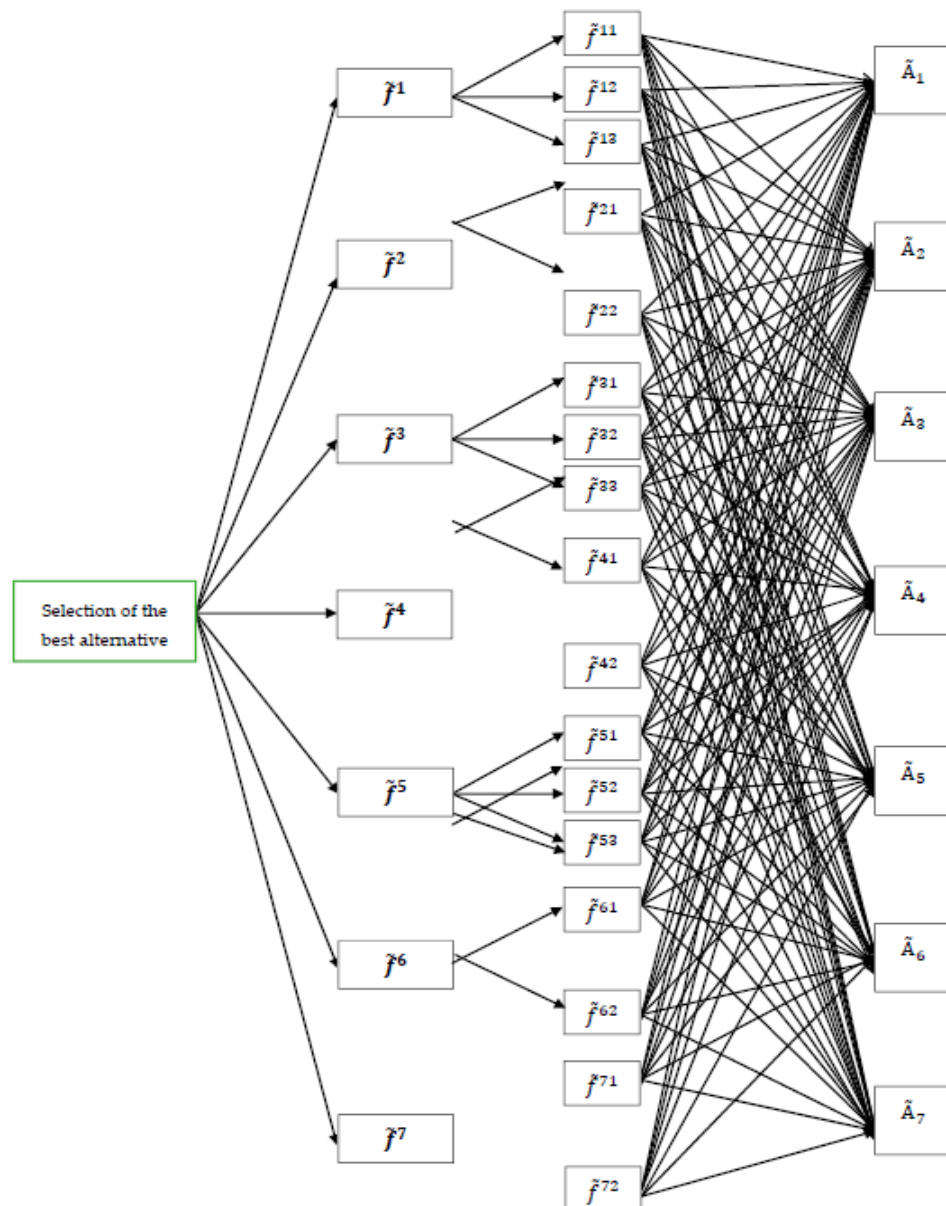 Selection of the
best alternative
f̃¹
f̃²
f̃³
f̃⁴
f̃⁵
f̃⁶
f̃⁷
f̃¹¹
f̃¹²
f̃¹³
f̃²¹
f̃²²
f̃³¹
f̃³²
f̃³³
f̃⁴¹
f̃⁴²
f̃⁵¹
f̃⁵²
f̃⁵³
f̃⁶¹
f̃⁶²
f̃⁷¹
f̃⁷²
Ã₁
Ã₂
Ã₃
Ã₄
Ã₅
Ã₆
Ã₇